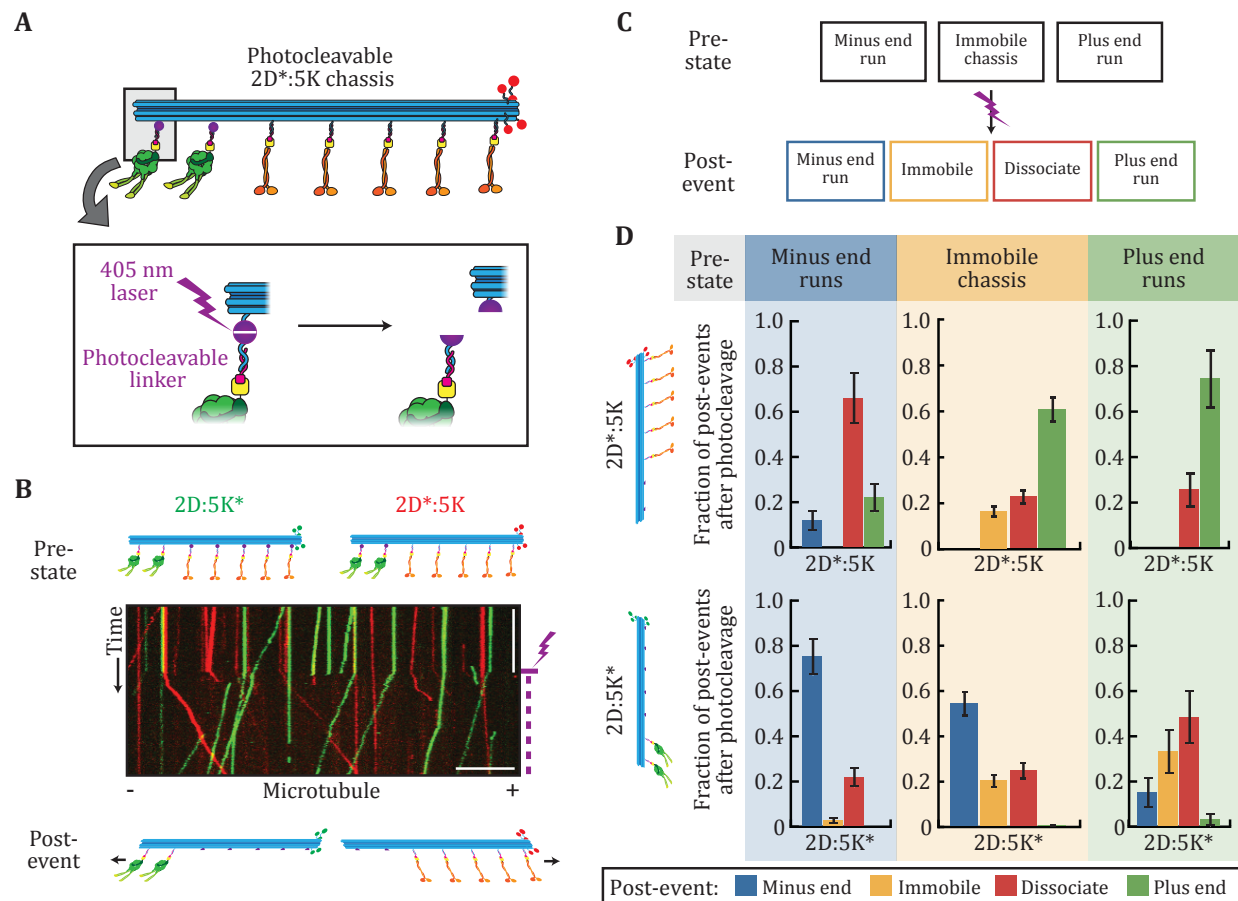 A
Photocleavable
2D*:5K chassis
405 nm
laser
Photocleavable
linker
B
2D:5K*
2D*:5K
Pre-
state
Time
-
Microtubule
+
Post-
event
C
Pre-
state
Minus end
run
Immobile
chassis
Plus end
run
Post-
event
Minus end
run
Immobile
Dissociate
Plus end
run
D
Pre-
state
Minus end
runs
Immobile
chassis
Plus end
runs
2D*:5K
Fraction of post-events
after photocleavage
1.0
0.8
0.6
0.4
0.2
0
2D*:5K
1.0
0.8
0.6
0.4
0.2
0
2D*:5K
1.0
0.8
0.6
0.4
0.2
0
2D*:5K
2D:5K*
Fraction of post-events
after photocleavage
1.0
0.8
0.6
0.4
0.2
0
2D:5K*
1.0
0.8
0.6
0.4
0.2
0
2D:5K*
1.0
0.8
0.6
0.4
0.2
0
2D:5K*
Post-event: Minus end Immobile Dissociate Plus end